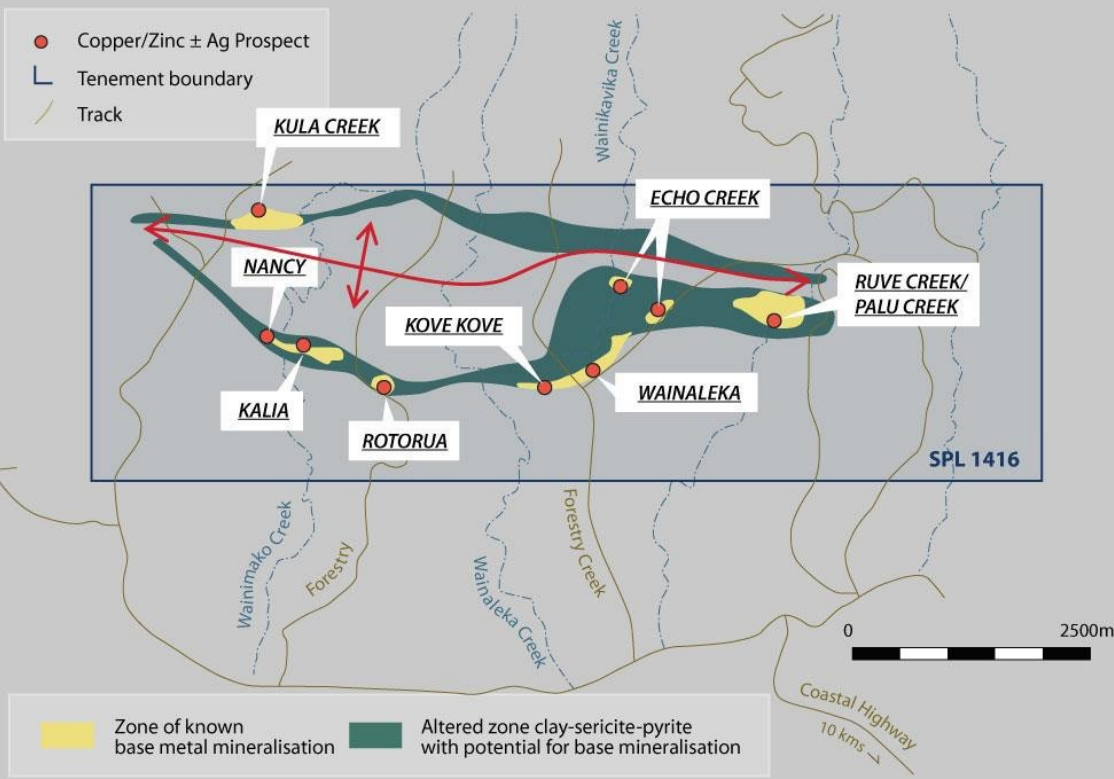 Copper/Zinc ± Ag Prospect
Tenement boundary
Track
KULA CREEK
Wainikavika Creek
ECHO CREEK
NANCY
RUVE CREEK/
PALU CREEK
KOVE KOVE
KALIA
WAINALEKA
ROTORUA
SPL 1416
Wainimako Creek
Forestry
Wainaleka Creek
Forestry Creek
0 2500m
Coastal Highway
10 kms
Zone of known
base metal mineralisation
Altered zone clay-sericite-pyrite
with potential for base mineralisation